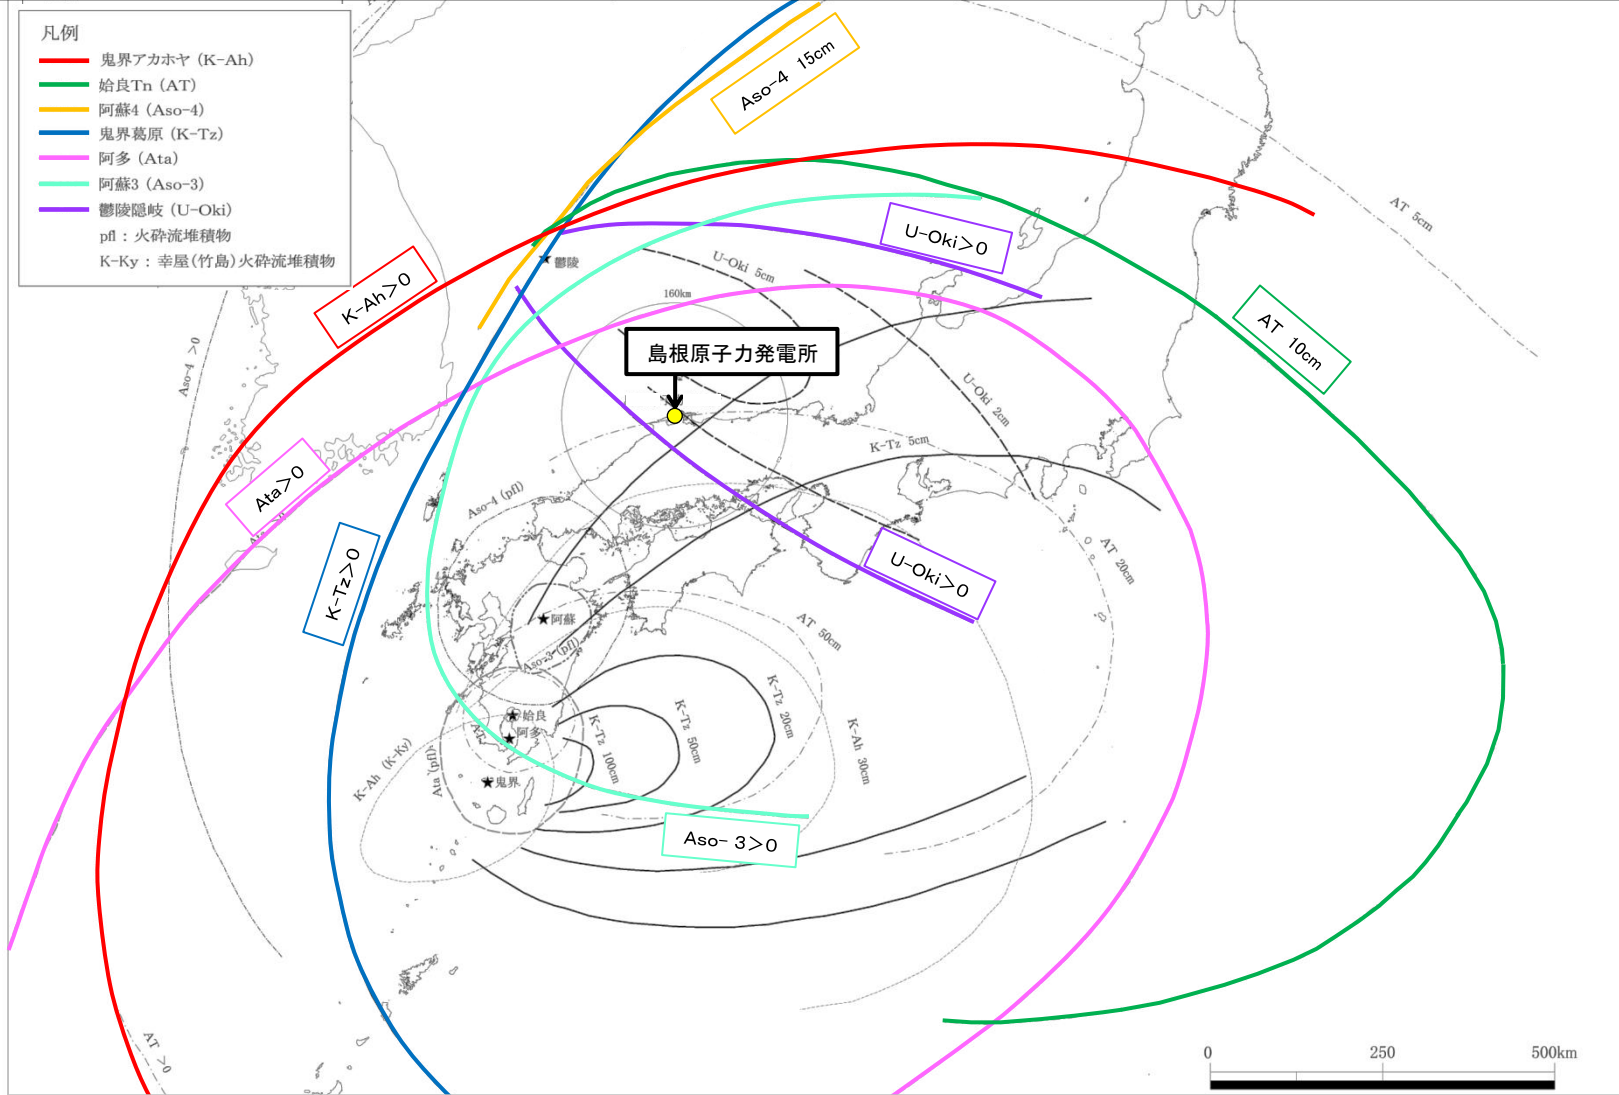 凡例
鬼界アカホヤ (K-Ah)
姶良Tn (AT)
阿蘇4 (Aso-4)
鬼界葛原 (K-Tz)
阿多 (Ata)
阿蘇3 (Aso-3)
鬱陵隠岐 (U-Oki)
pfl : 火砕流堆積物
K-Ky : 幸屋(竹島)火砕流堆積物
Aso-4 15cm
AT 5cm
U-Oki>0
K-Ah>0
鬱陵
U-Oki 5cm
160km
AT 10cm
島根原子力発電所
Aso-4 >0
U-Oki 2cm
K-Tz 5cm
Ata>0
Aso-4 (pfl)
K-Tz>0
AT 20cm
U-Oki>0
阿蘇
AT 50cm
Aso-3 (pfl)
K-Tz 20cm
K-Tz 50cm
K-Tz 100cm
K-Ah 30cm
姶良
阿多
鬼界
K-Ah (K-Ky)
Ata (pfl)
Aso-3>0
AT >0
0 250 500km